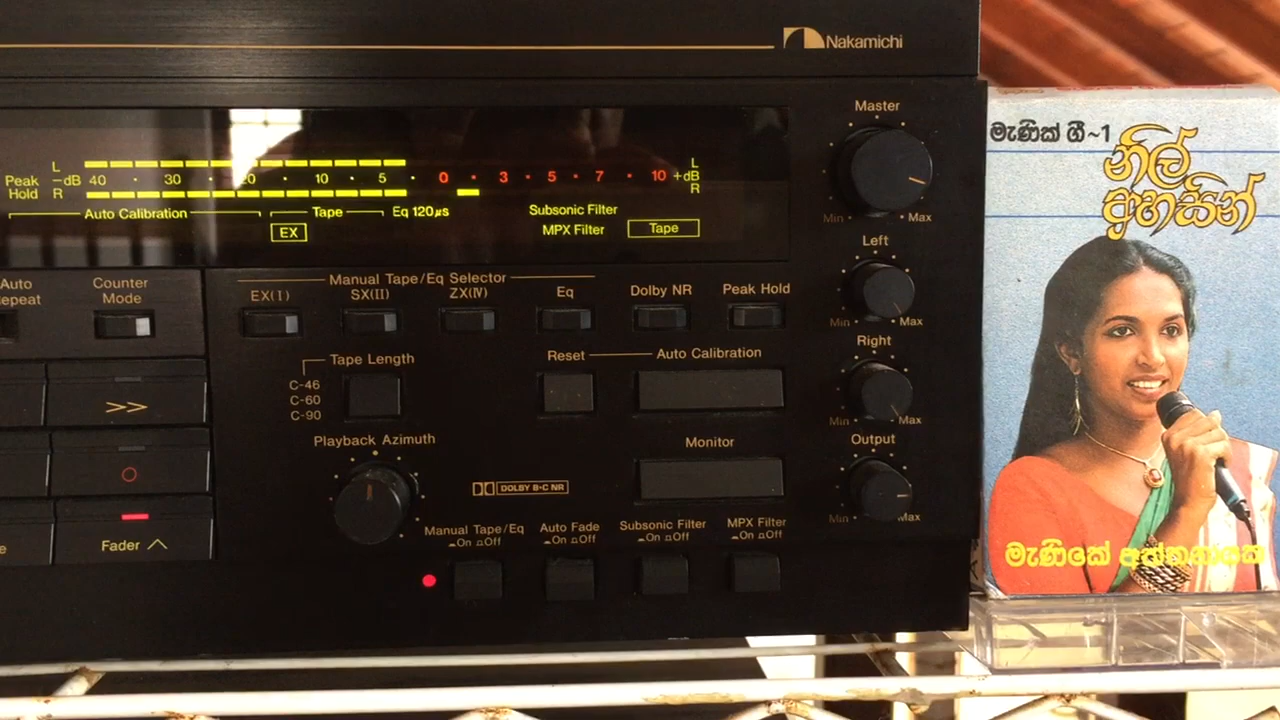 Nakamichi
Master
Min Max
Peak Hold
L
-dB 40 30 20 10 5 0 3 5 7 10 +dB
R
L
R
Auto Calibration
Tape
Eq 120µs
EX
Subsonic Filter
MPX Filter
Tape
Left
Min Max
Auto
Counter
Mode
Manual Tape/Eq Selector
EX(I) SX(II) ZX(IV) Eq Dolby NR Peak Hold
Right
Min Max
Tape Length
C-46
C-60
C-90
Reset Auto Calibration
>>
Playback Azimuth
Monitor
Output
Min Max
DOLBY B·C NR
Manual Tape/Eq Auto Fade Subsonic Filter MPX Filter
On Off On Off On Off On Off
Fader
මැණික් ගී~1
නිල්
අහසින්
මැණිකේ අත්තනායක